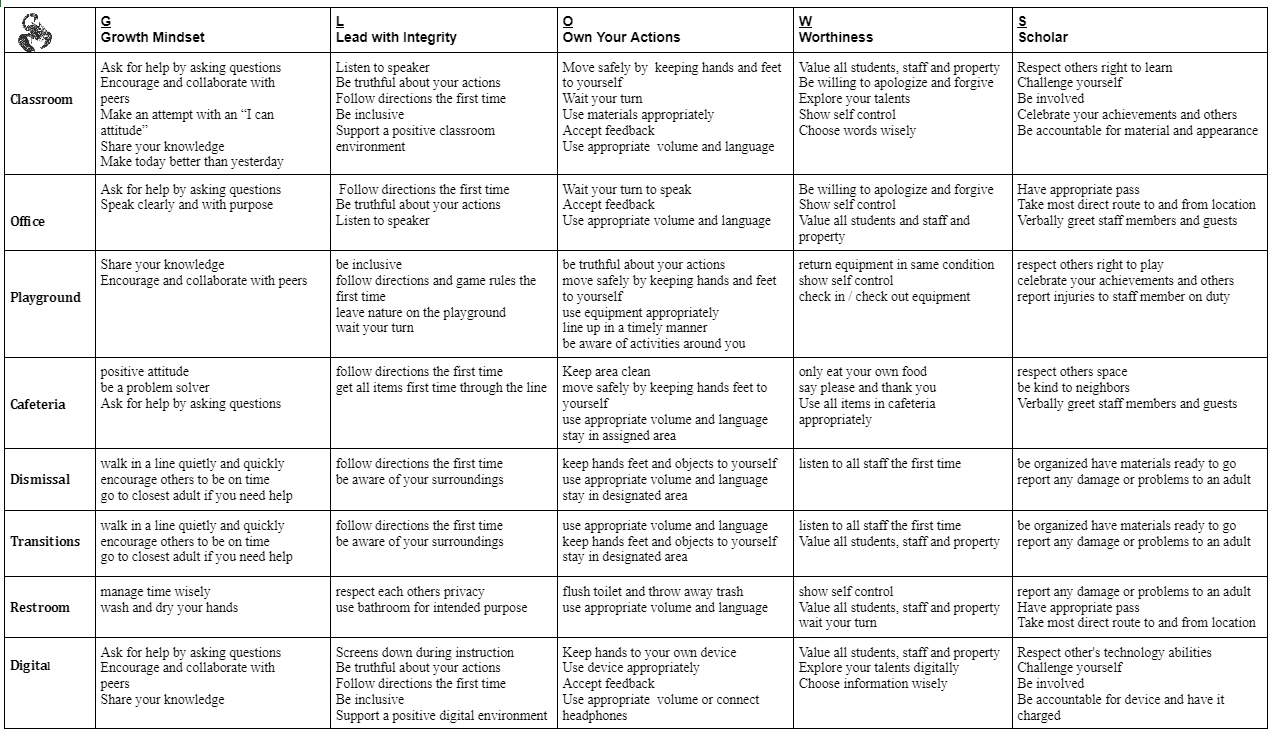 G
Growth Mindset
L
Lead with Integrity
O
Own Your Actions
W
Worthiness
S
Scholar
Classroom
Ask for help by asking questions
Encourage and collaborate with
peers
Make an attempt with an “I can
attitude”
Share your knowledge
Make today better than yesterday
Listen to speaker
Be truthful about your actions
Follow directions the first time
Be inclusive
Support a positive classroom
environment
Move safely by  keeping hands and feet
to yourself
Wait your turn
Use materials appropriately
Accept feedback
Use appropriate  volume and language
Value all students, staff and property
Be willing to apologize and forgive
Explore your talents
Show self control
Choose words wisely
Respect others right to learn
Challenge yourself
Be involved
Celebrate your achievements and others
Be accountable for material and appearance
Office
Ask for help by asking questions
Speak clearly and with purpose
Follow directions the first time
Be truthful about your actions
Listen to speaker
Wait your turn to speak
Accept feedback
Use appropriate volume and language
Be willing to apologize and forgive
Show self control
Value all students and staff and
property
Have appropriate pass
Take most direct route to and from location
Verbally greet staff members and guests
Playground
Share your knowledge
Encourage and collaborate with peers
be inclusive
follow directions and game rules the
first time
leave nature on the playground
wait your turn
be truthful about your actions
move safely by keeping hands and feet
to yourself
use equipment appropriately
line up in a timely manner
be aware of activities around you
return equipment in same condition
show self control
check in / check out equipment
respect others right to play
celebrate your achievements and others
report injuries to staff member on duty
Cafeteria
positive attitude
be a problem solver
Ask for help by asking questions
follow directions the first time
get all items first time through the line
Keep area clean
move safely by keeping hands feet to
yourself
use appropriate volume and language
stay in assigned area
only eat your own food
say please and thank you
Use all items in cafeteria
appropriately
respect others space
be kind to neighbors
Verbally greet staff members and guests
Dismissal
walk in a line quietly and quickly
encourage others to be on time
go to closest adult if you need help
follow directions the first time
be aware of your surroundings
keep hands feet and objects to yourself
use appropriate volume and language
stay in designated area
listen to all staff the first time
be organized have materials ready to go
report any damage or problems to an adult
Transitions
walk in a line quietly and quickly
encourage others to be on time
go to closest adult if you need help
follow directions the first time
be aware of your surroundings
use appropriate volume and language
keep hands feet and objects to yourself
stay in designated area
listen to all staff the first time
Value all students, staff and property
be organized have materials ready to go
report any damage or problems to an adult
Restroom
manage time wisely
wash and dry your hands
respect each others privacy
use bathroom for intended purpose
flush toilet and throw away trash
use appropriate volume and language
show self control
Value all students, staff and property
wait your turn
report any damage or problems to an adult
Have appropriate pass
Take most direct route to and from location
Digital
Ask for help by asking questions
Encourage and collaborate with
peers
Share your knowledge
Screens down during instruction
Be truthful about your actions
Follow directions the first time
Be inclusive
Support a positive digital environment
Keep hands to your own device
Use device appropriately
Accept feedback
Use appropriate  volume or connect
headphones
Value all students, staff and property
Explore your talents digitally
Choose information wisely
Respect other's technology abilities
Challenge yourself
Be involved
Be accountable for device and have it
charged